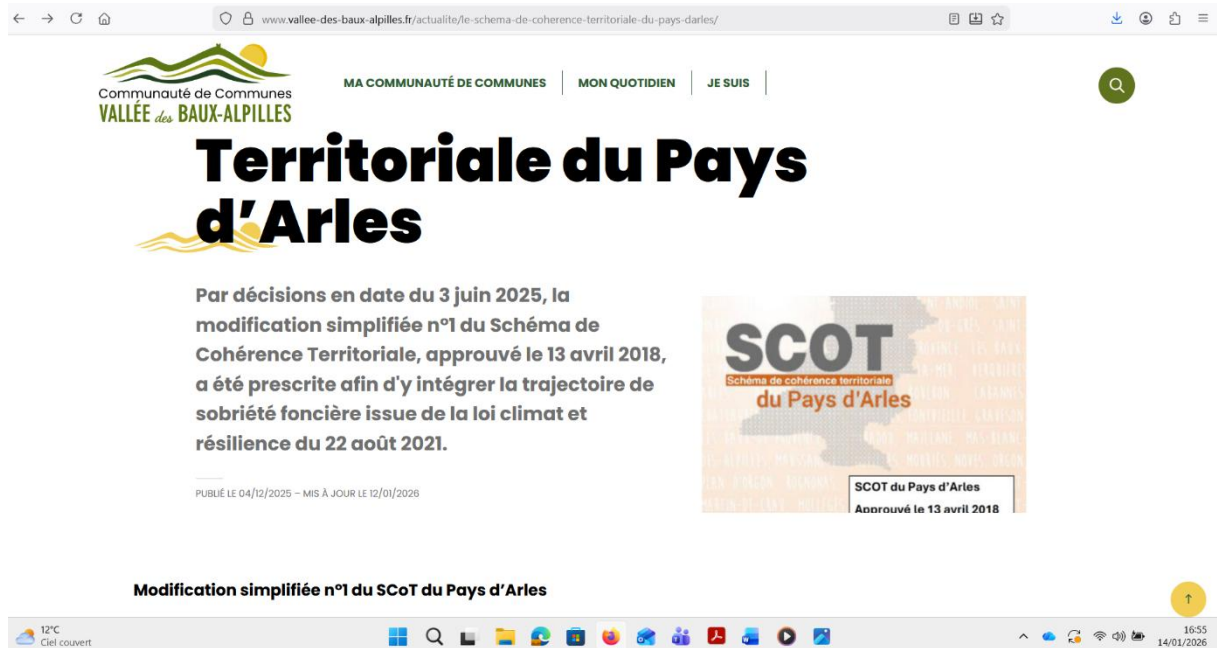 www.vallee-des-baux-alpilles.fr/actualite/le-schema-de-coherence-territoriale-du-pays-darles/
Communauté de Communes
VALLÉE des BAUX-ALPILLES
MA COMMUNAUTÉ DE COMMUNES
MON QUOTIDIEN
JE SUIS
Territoriale du Pays
d'Arles
Par décisions en date du 3 juin 2025, la
modification simplifiée n°1 du Schéma de
Cohérence Territoriale, approuvé le 13 avril 2018,
a été prescrite afin d'y intégrer la trajectoire de
sobriété foncière issue de la loi climat et
résilience du 22 août 2021.
PUBLIÉ LE 04/12/2025 – MIS À JOUR LE 12/01/2026
SCOT
Schéma de cohérence territoriale
du Pays d'Arles
SCOT du Pays d'Arles
Approuvé le 13 avril 2018
Modification simplifiée n°1 du SCoT du Pays d'Arles
12°C
Ciel couvert
16:55
14/01/2026